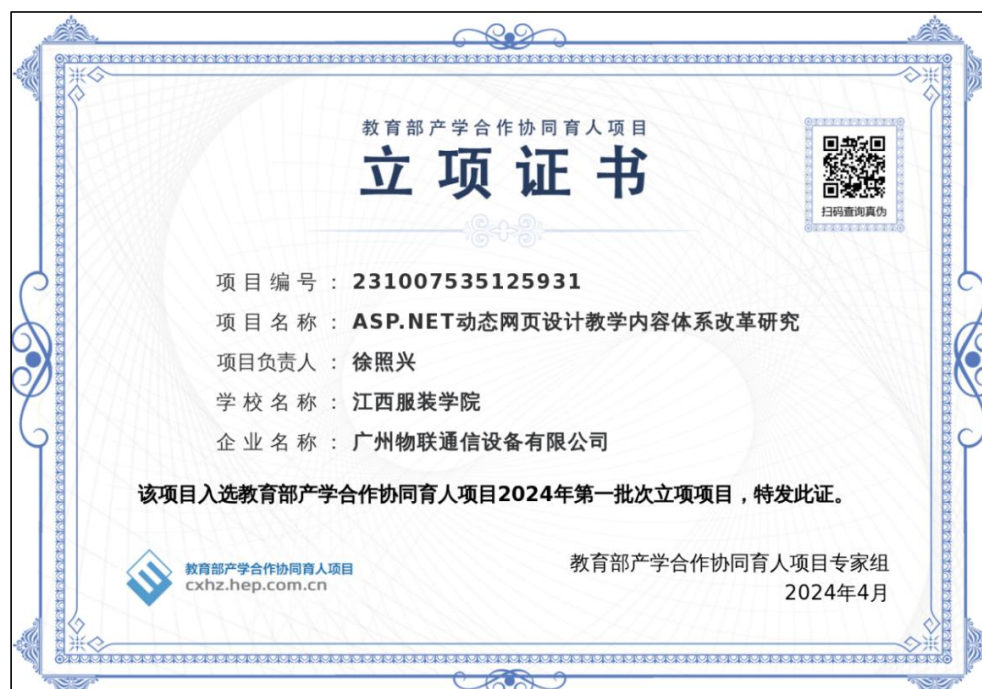 教育部产学合作协同育人项目
立项证书
扫码查询真伪
项目编号：231007535125931
项目名称：ASP.NET动态网页设计教学内容体系改革研究
项目负责人：徐照兴
学校名称：江西服装学院
企业名称：广州物联通信设备有限公司
该项目入选教育部产学合作协同育人项目2024年第一批次立项项目，特发此证。
教育部产学合作协同育人项目
cxhz.hep.com.cn
教育部产学合作协同育人项目专家组
2024年4月